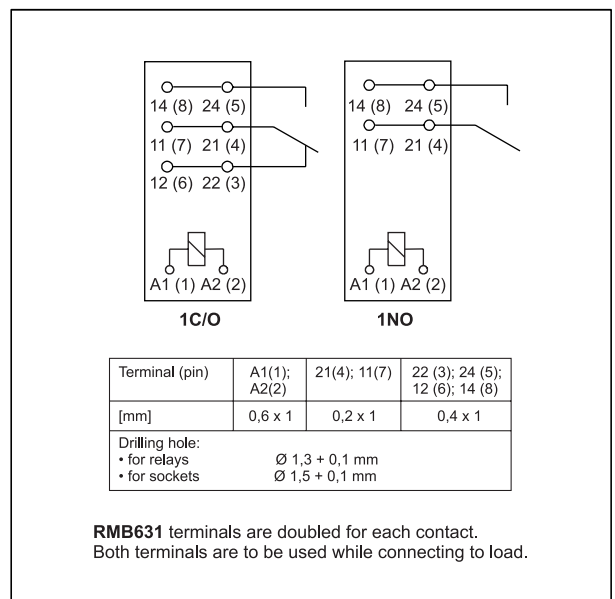 14 (8) 24 (5)
11 (7) 21 (4)
12 (6) 22 (3)
A1 (1) A2 (2)
1C/O
14 (8) 24 (5)
11 (7) 21 (4)
A1 (1) A2 (2)
1NO
Terminal (pin) A1(1); 21(4); 11(7) 22 (3); 24 (5);
A2(2) 12 (6); 14 (8)
[mm] 0,6 x 1 0,2 x 1 0,4 x 1
Drilling hole:
• for relays Ø 1,3 + 0,1 mm
• for sockets Ø 1,5 + 0,1 mm
RMB631 terminals are doubled for each contact.
Both terminals are to be used while connecting to load.